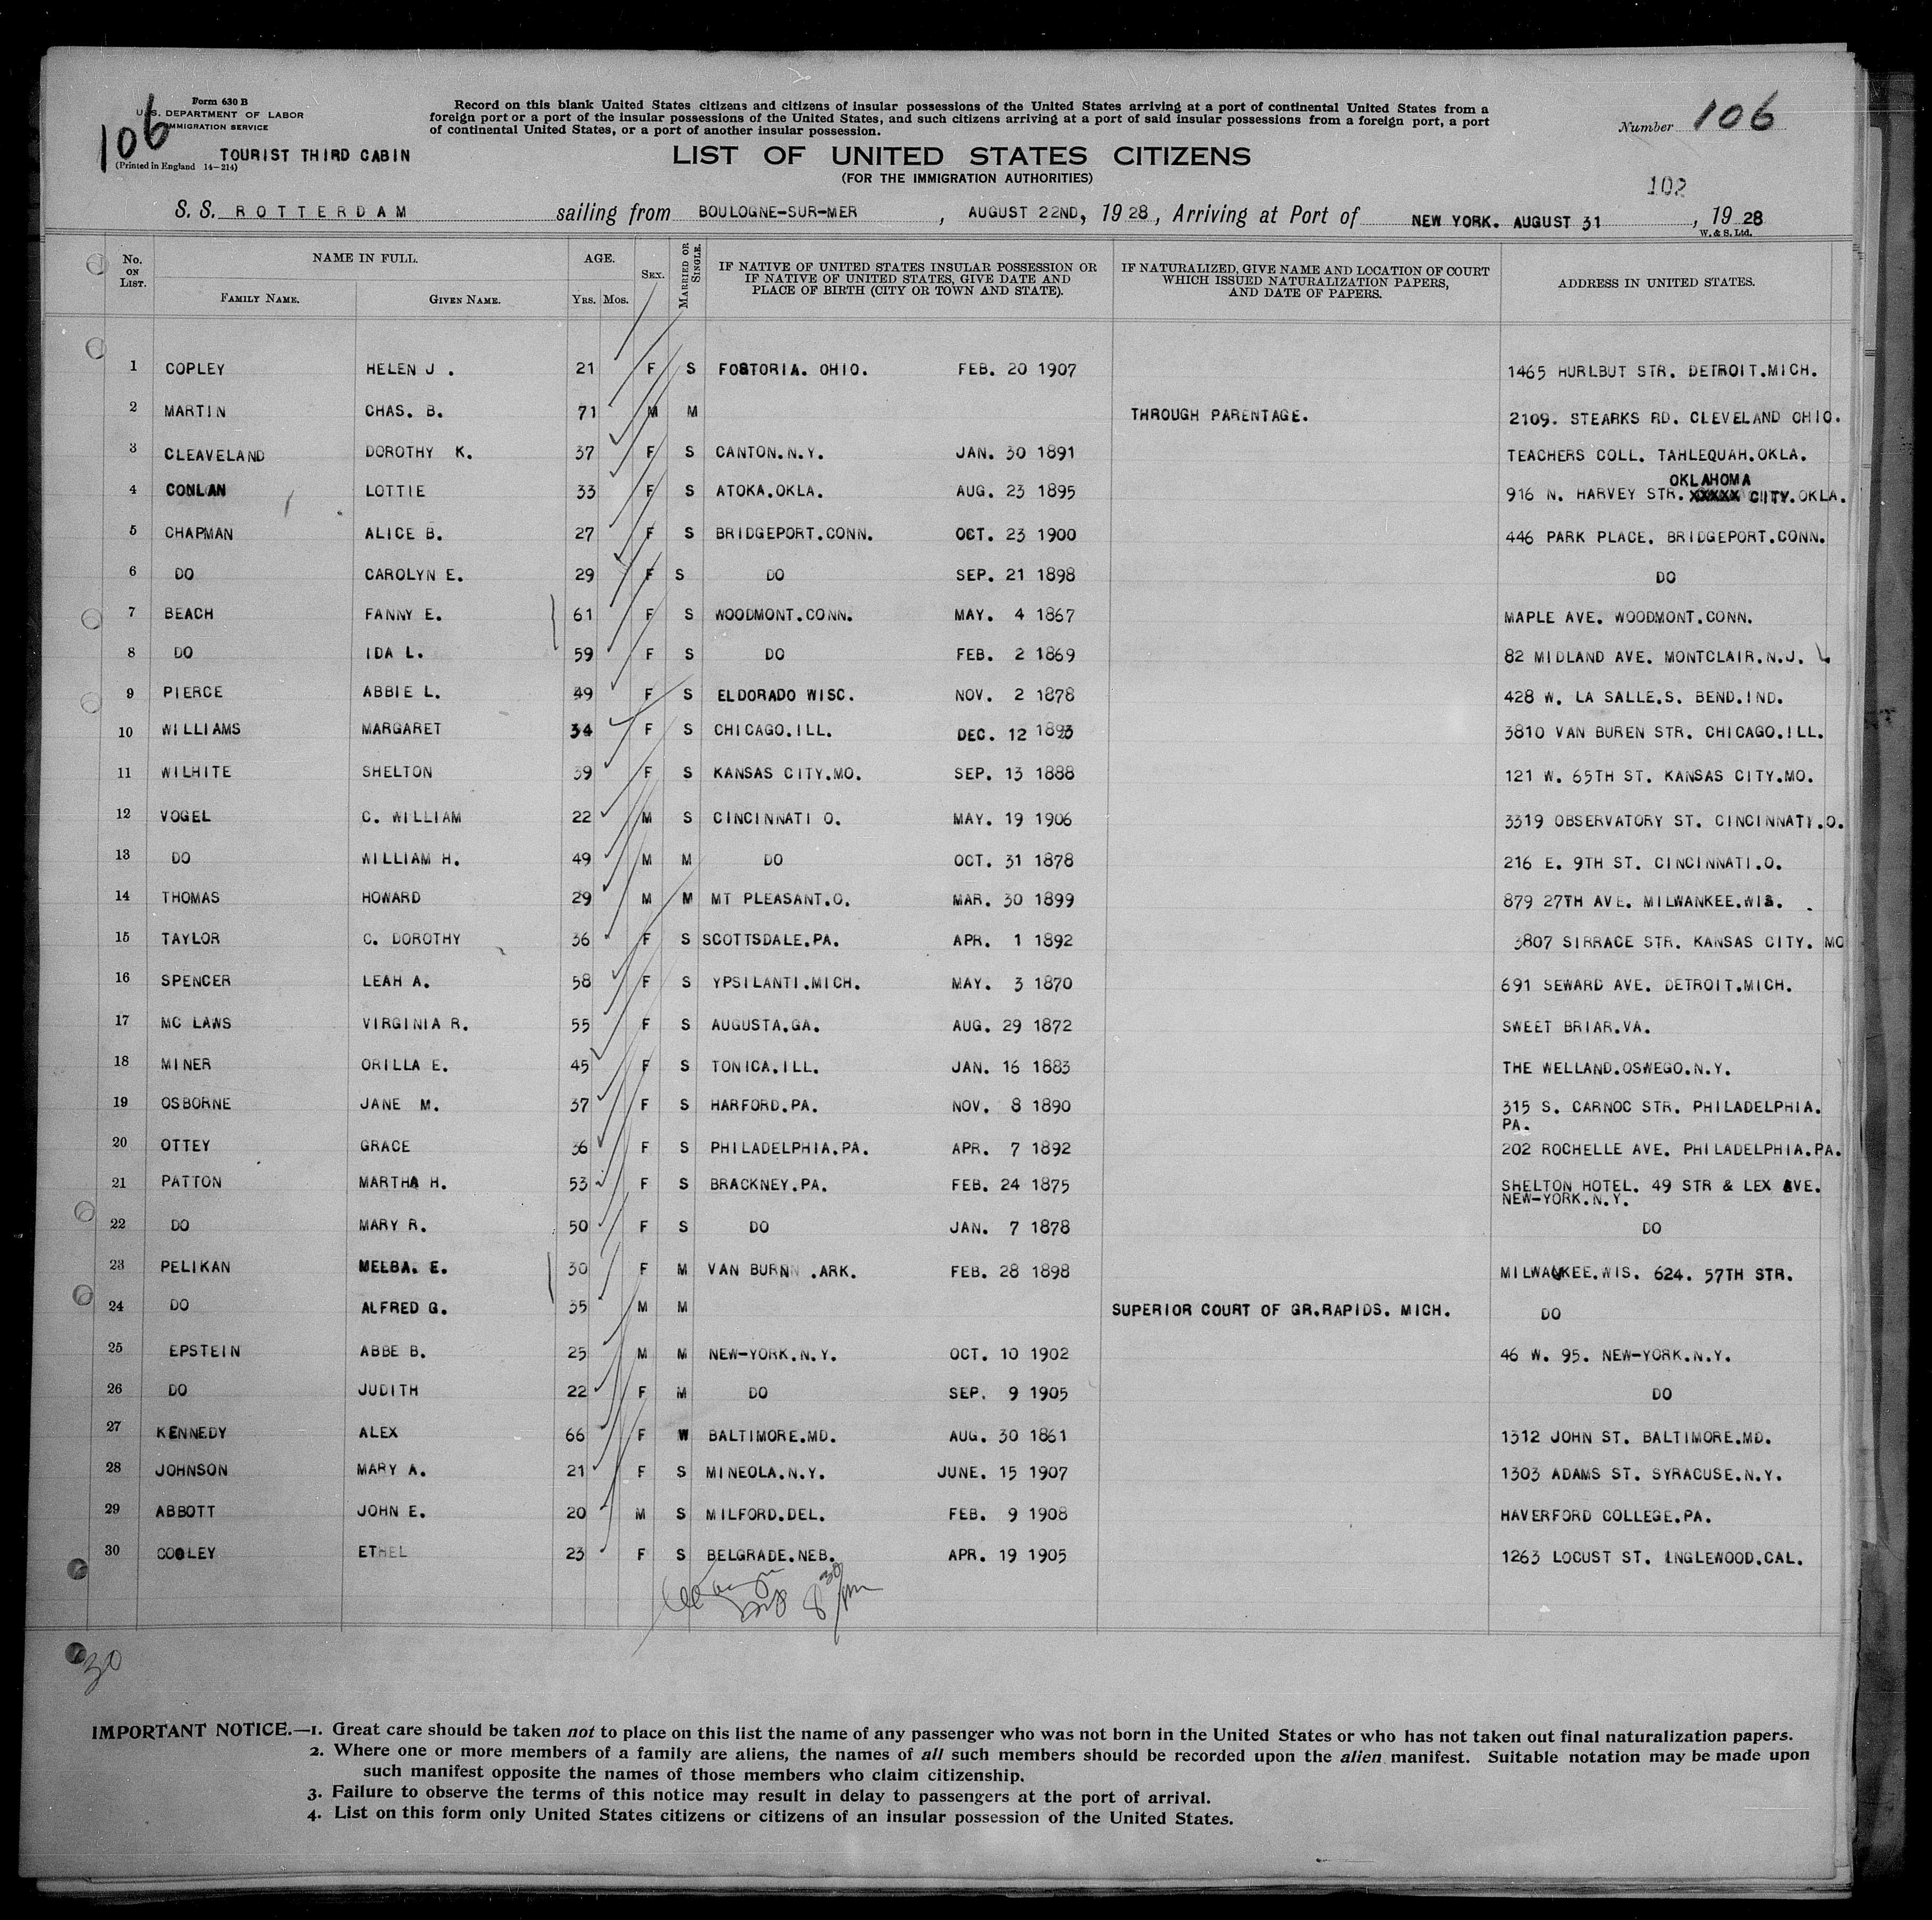 Form 630 B
U.S. DEPARTMENT OF LABOR
IMMIGRATION SERVICE
106
(Printed in England 14-214)
TOURIST THIRD CABIN
Record on this blank United States citizens and citizens of insular possessions of the United States arriving at a port of continental United States from a
foreign port or a port of the insular possessions of the United States, and such citizens arriving at a port of said insular possessions from a foreign port, a port
of continental United States, or a port of another insular possession.
LIST OF UNITED STATES CITIZENS
(FOR THE IMMIGRATION AUTHORITIES)
Number 106
102
S. S. ROTTERDAM sailing from BOULOGNE-SUR-MER, AUGUST 22ND, 1928, Arriving at Port of NEW YORK. AUGUST 31, 1928
W. & S. Ltd.
No. ON LIST. NAME IN FULL. AGE. SEX. MARRIED OR SINGLE. IF NATIVE OF UNITED STATES INSULAR POSSESSION OR IF NATIVE OF UNITED STATES, GIVE DATE AND PLACE OF BIRTH (CITY OR TOWN AND STATE). IF NATURALIZED, GIVE NAME AND LOCATION OF COURT WHICH ISSUED NATURALIZATION PAPERS, AND DATE OF PAPERS. ADDRESS IN UNITED STATES.
FAMILY NAME. GIVEN NAME. YRS. MOS.
1 COPLEY HELEN J . 21 F S FOSTORIA. OHIO. FEB. 20 1907 1465 HURLBUT STR. DETROIT.MICH.
2 MARTIN CHAS. B. 71 M M THROUGH PARENTAGE. 2109. STEARKS RD. CLEVELAND OHIO.
3 CLEAVELAND DOROTHY K. 37 F S CANTON.N.Y. JAN. 30 1891 TEACHERS COLL. TAHLEQUAH.OKLA.
4 CONLAN LOTTIE 33 F S ATOKA.OKLA. AUG. 23 1895 916 N. HARVEY STR. OKLAHOMA XXXXX CITY.OKLA.
5 CHAPMAN ALICE B. 27 F S BRIDGEPORT.CONN. OCT. 23 1900 446 PARK PLACE. BRIDGEPORT.CONN.
6 DO CAROLYN E. 29 F S DO SEP. 21 1898 DO
7 BEACH FANNY E. 61 F S WOODMONT.CONN. MAY. 4 1867 MAPLE AVE. WOODMONT.CONN.
8 DO IDA L. 59 F S DO FEB. 2 1869 82 MIDLAND AVE. MONTCLAIR.N.J.
9 PIERCE ABBIE L. 49 F S ELDORADO WISC. NOV. 2 1878 428 W. LA SALLE.S. BEND.IND.
10 WILLIAMS MARGARET 34 F S CHICAGO.ILL. DEC. 12 1893 3810 VAN BUREN STR. CHICAGO.ILL.
11 WILHITE SHELTON 39 F S KANSAS CITY.MO. SEP. 13 1888 121 W. 65TH ST. KANSAS CITY.MO.
12 VOGEL C. WILLIAM 22 M S CINCINNATI O. MAY. 19 1906 3319 OBSERVATORY ST. CINCINNATI.O.
13 DO WILLIAM H. 49 M M DO OCT. 31 1878 216 E. 9TH ST. CINCINNATI.O.
14 THOMAS HOWARD 29 M M MT PLEASANT.O. MAR. 30 1899 879 27TH AVE. MILWANKEE.WIS.
15 TAYLOR C. DOROTHY 36 F S SCOTTSDALE.PA. APR. 1 1892 3807 SIRRACE STR. KANSAS CITY. MO
16 SPENCER LEAH A. 58 F S YPSILANTI.MICH. MAY. 3 1870 691 SEWARD AVE. DETROIT.MICH.
17 MC LAWS VIRGINIA R. 55 F S AUGUSTA.GA. AUG. 29 1872 SWEET BRIAR.VA.
18 MINER ORILLA E. 45 F S TONICA.ILL. JAN. 16 1883 THE WELLAND.OSWEGO.N.Y.
19 OSBORNE JANE M. 37 F S HARFORD.PA. NOV. 8 1890 315 S. CARNOC STR. PHILADELPHIA.
PA.
20 OTTEY GRACE 36 F S PHILADELPHIA.PA. APR. 7 1892 202 ROCHELLE AVE. PHILADELPHIA.PA.
21 PATTON MARTHA H. 53 F S BRACKNEY.PA. FEB. 24 1875 SHELTON HOTEL. 49 STR & LEX AVE.
NEW-YORK.N.Y.
22 DO MARY R. 50 F S DO JAN. 7 1878 DO
23 PELIKAN MELBA. E. 30 F M VAN BURNN .ARK. FEB. 28 1898 MILWAUKEE.WIS. 624. 57TH STR.
24 DO ALFRED G. 35 M M SUPERIOR COURT OF GR.RAPIDS. MICH. DO
25 EPSTEIN ABBE B. 25 M M NEW-YORK.N.Y. OCT. 10 1902 46 W. 95. NEW-YORK.N.Y.
26 DO JUDITH 22 F M DO SEP. 9 1905 DO
27 KENNEDY ALEX 66 F W BALTIMORE.MD. AUG. 30 1861 1312 JOHN ST. BALTIMORE.MD.
28 JOHNSON MARY A. 21 F S MINEOLA.N.Y. JUNE. 15 1907 1303 ADAMS ST. SYRACUSE.N.Y.
29 ABBOTT JOHN E. 20 M S MILFORD.DEL. FEB. 9 1908 HAVERFORD COLLEGE.PA.
30 COOLEY ETHEL 23 F S BELGRADE.NEB. APR. 19 1905 1263 LOCUST ST. INGLEWOOD.CAL.
8 30 pm
30
IMPORTANT NOTICE.—1. Great care should be taken not to place on this list the name of any passenger who was not born in the United States or who has not taken out final naturalization papers.
2. Where one or more members of a family are aliens, the names of all such members should be recorded upon the alien manifest. Suitable notation may be made upon
such manifest opposite the names of those members who claim citizenship.
3. Failure to observe the terms of this notice may result in delay to passengers at the port of arrival.
4. List on this form only United States citizens or citizens of an insular possession of the United States.